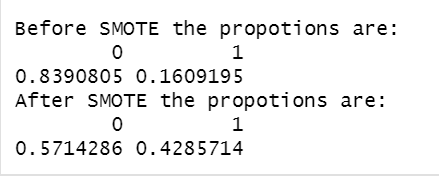 Before SMOTE the propotions are:
0 1
0.8390805 0.1609195
After SMOTE the propotions are:
0 1
0.5714286 0.4285714